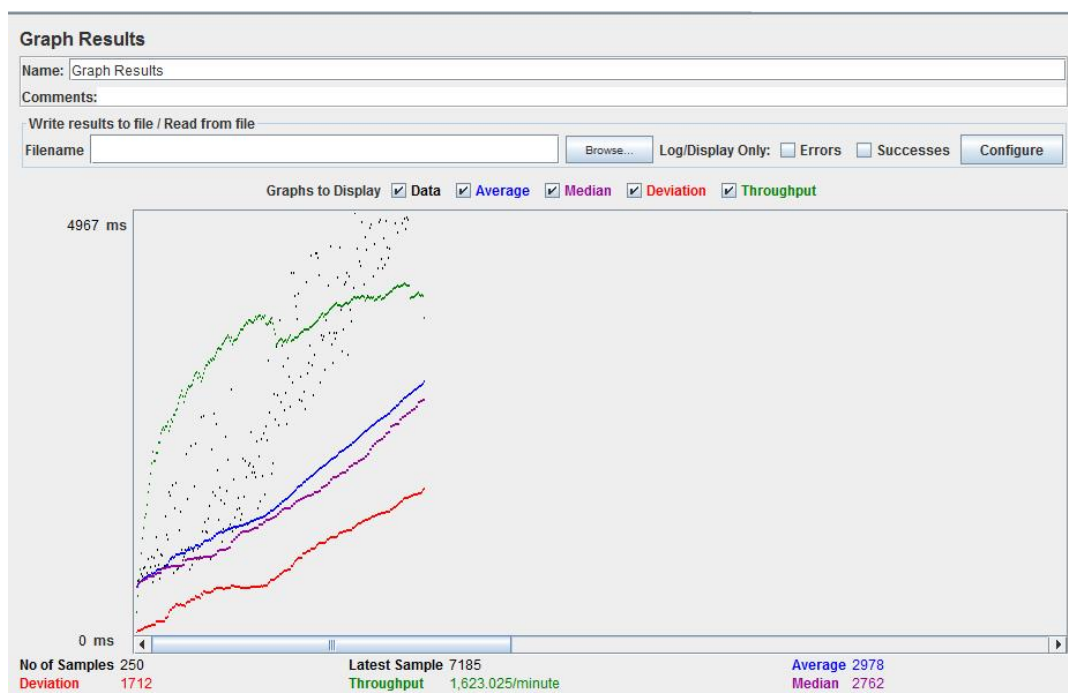 Graph Results
Name: Graph Results
Comments:
Write results to file / Read from file
Filename Browse... Log/Display Only: Errors Successes Configure
Graphs to Display Data Average Median Deviation Throughput
4967 ms
0 ms
No of Samples 250 Latest Sample 7185 Average 2978
Deviation 1712 Throughput 1,623.025/minute Median 2762